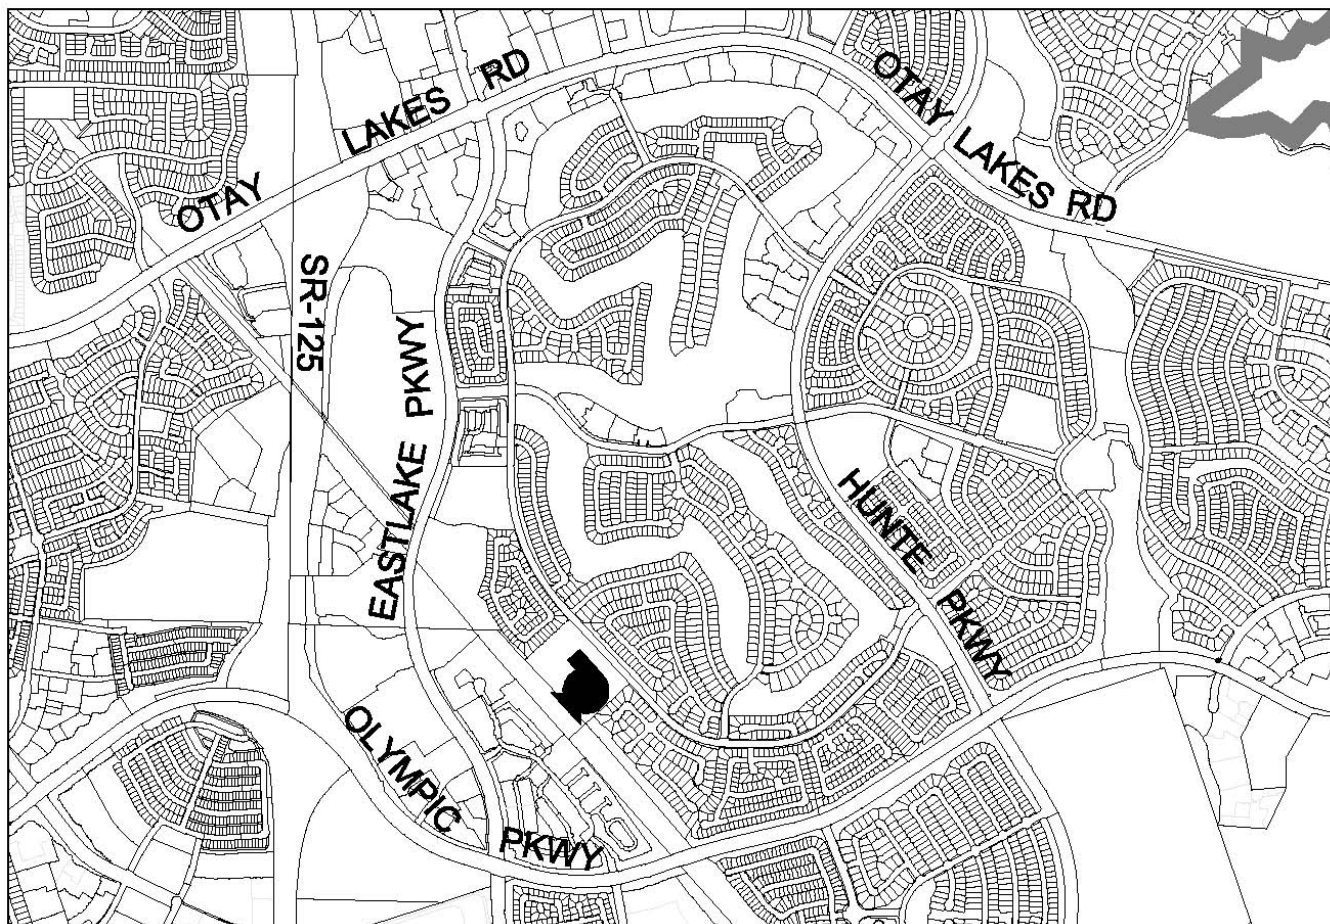 OTAY LAKES RD
OTAY LAKES RD
SR-125
EASTLAKE PKWY
HUNTE PKWY
OLYMPIC PKWY